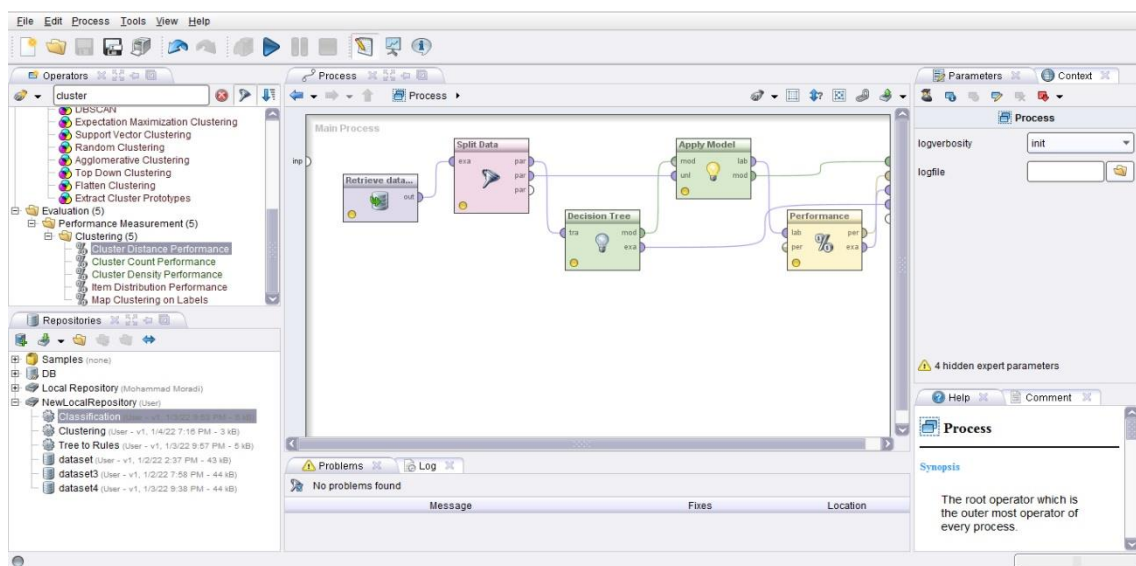 File Edit Process Tools View Help
Operators
cluster
DBSCAN
Expectation Maximization Clustering
Support Vector Clustering
Random Clustering
Agglomerative Clustering
Top Down Clustering
Flatten Clustering
Extract Cluster Prototypes
Evaluation (5)
Performance Measurement (5)
Clustering (5)
Cluster Distance Performance
Cluster Count Performance
Cluster Density Performance
Item Distribution Performance
Map Clustering on Labels
Repositories
Samples (none)
DB
Local Repository (Mohammad Moradi)
NewLocalRepository (User)
Classification
Clustering (User - v1, 1/4/22 7:16 PM - 3 kB)
Tree to Rules (User - v1, 1/3/22 9:57 PM - 5 kB)
dataset (User - v1, 1/2/22 2:37 PM - 43 kB)
dataset3 (User - v1, 1/2/22 7:58 PM - 44 kB)
dataset4 (User - v1, 1/3/22 9:38 PM - 44 kB)
Process
Process
Main Process
inp
Retrieve data...
out
Split Data
exa par
par
par
Decision Tree
tra mod
exa
Apply Model
mod lab
unl mod
Performance
lab per
per exa
Problems Log
No problems found
Message Fixes Location
Parameters Context
Process
logverbosity init
logfile
4 hidden expert parameters
Help Comment
Process
Synopsis
The root operator which is
the outer most operator of
every process.